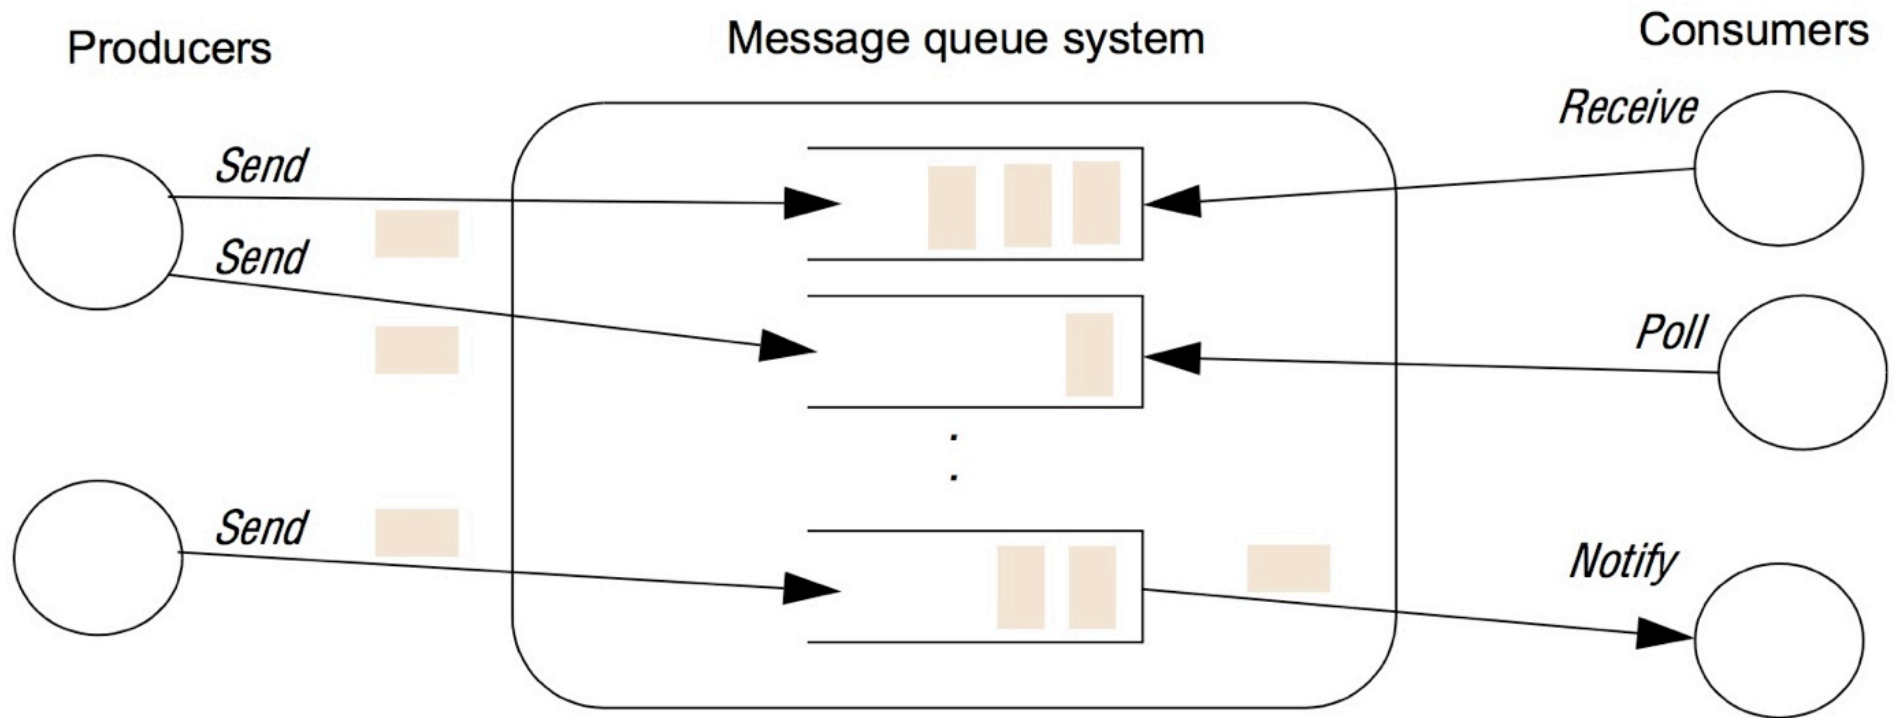 Producers
Message queue system
Consumers
Send
Receive
Send
Poll
Send
Notify